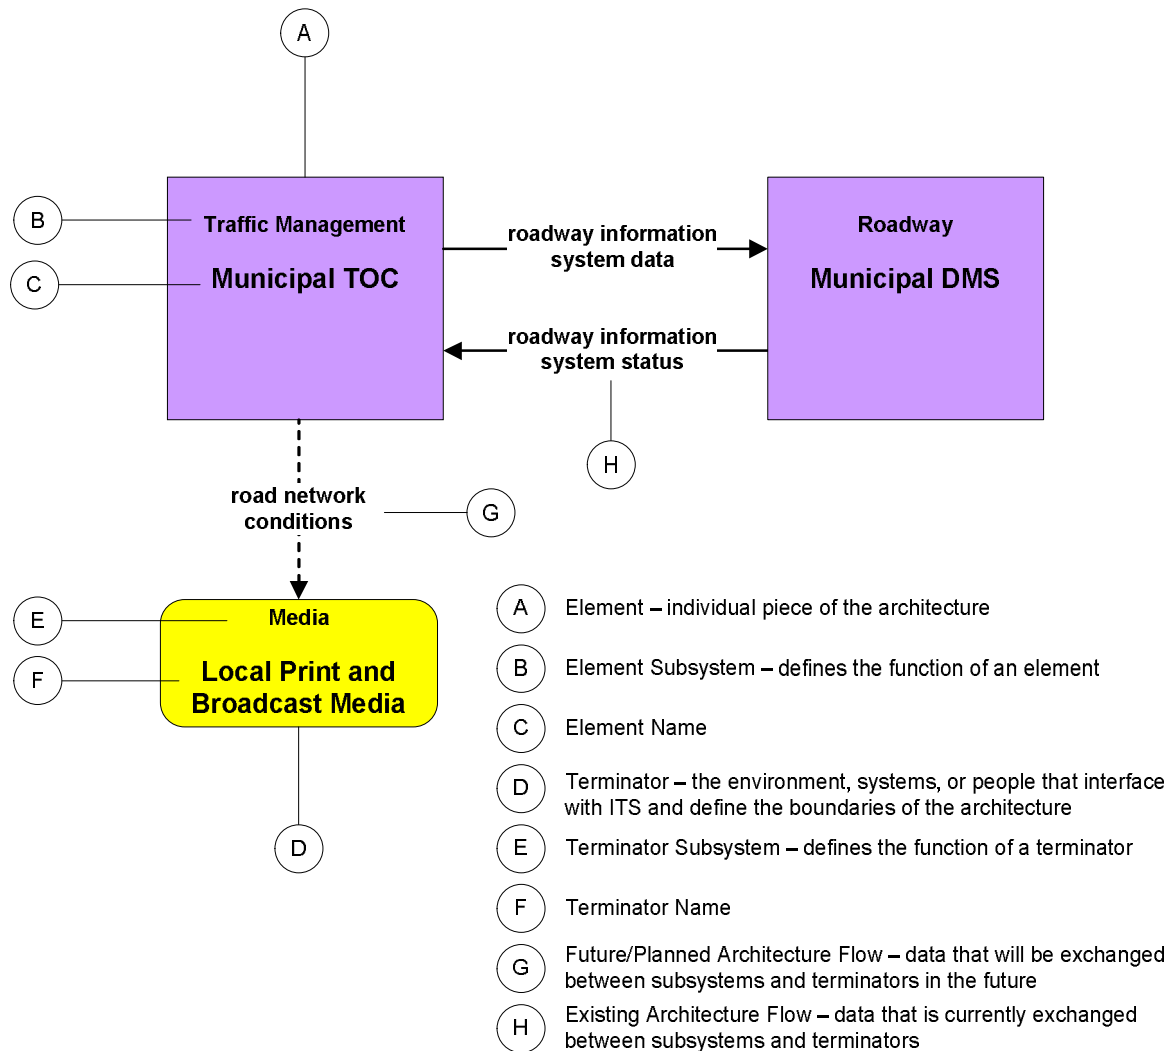 A
B
Traffic Management
C
Municipal TOC
roadway information
system data
Roadway
Municipal DMS
roadway information
system status
H
road network
conditions
G
E
Media
F
Local Print and
Broadcast Media
D
A
Element – individual piece of the architecture
B
Element Subsystem – defines the function of an element
C
Element Name
D
Terminator – the environment, systems, or people that interface
with ITS and define the boundaries of the architecture
E
Terminator Subsystem – defines the function of a terminator
F
Terminator Name
G
Future/Planned Architecture Flow – data that will be exchanged
between subsystems and terminators in the future
H
Existing Architecture Flow – data that is currently exchanged
between subsystems and terminators